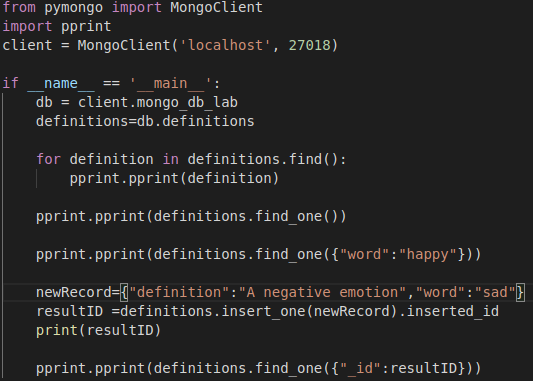 from pymongo import MongoClient
import pprint
client = MongoClient('localhost', 27018)

if __name__ == '__main__':
    db = client.mongo_db_lab
    definitions=db.definitions

    for definition in definitions.find():
        pprint.pprint(definition)

    pprint.pprint(definitions.find_one())

    pprint.pprint(definitions.find_one({"word":"happy"}))

    newRecord={"definition":"A negative emotion","word":"sad"}
    resultID =definitions.insert_one(newRecord).inserted_id
    print(resultID)

    pprint.pprint(definitions.find_one({"_id":resultID}))